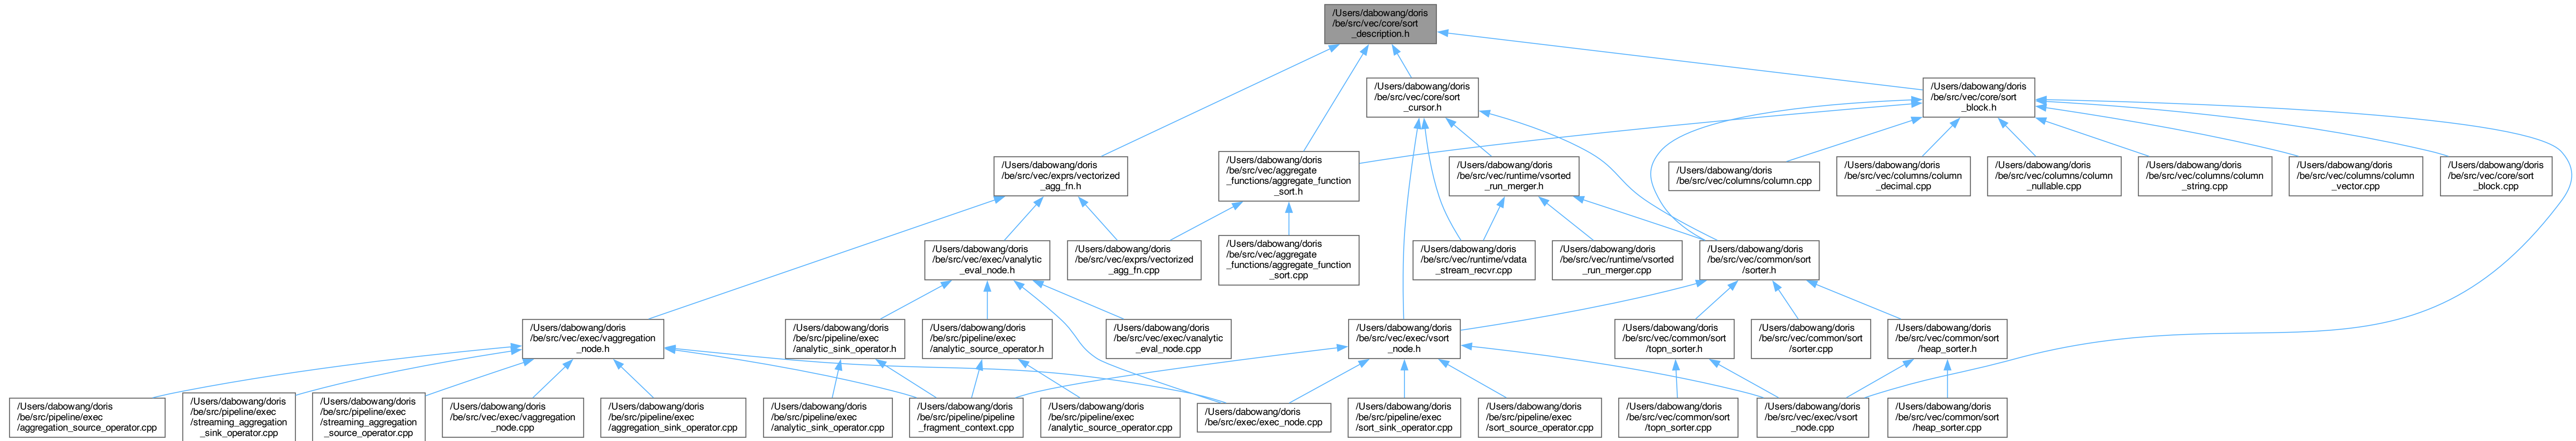 /Users/dabowang/doris
/be/src/vec/core/sort
_description.h
/Users/dabowang/doris
/be/src/vec/core/sort
_cursor.h
/Users/dabowang/doris
/be/src/vec/core/sort
_block.h
/Users/dabowang/doris
/be/src/vec/exprs/vectorized
_agg_fn.h
/Users/dabowang/doris
/be/src/vec/aggregate
_functions/aggregate_function
_sort.h
/Users/dabowang/doris
/be/src/vec/runtime/vsorted
_run_merger.h
/Users/dabowang/doris
/be/src/vec/columns/column.cpp
/Users/dabowang/doris
/be/src/vec/columns/column
_decimal.cpp
/Users/dabowang/doris
/be/src/vec/columns/column
_nullable.cpp
/Users/dabowang/doris
/be/src/vec/columns/column
_string.cpp
/Users/dabowang/doris
/be/src/vec/columns/column
_vector.cpp
/Users/dabowang/doris
/be/src/vec/core/sort
_block.cpp
/Users/dabowang/doris
/be/src/vec/exec/vanalytic
_eval_node.h
/Users/dabowang/doris
/be/src/vec/exprs/vectorized
_agg_fn.cpp
/Users/dabowang/doris
/be/src/vec/aggregate
_functions/aggregate_function
_sort.cpp
/Users/dabowang/doris
/be/src/vec/runtime/vdata
_stream_recvr.cpp
/Users/dabowang/doris
/be/src/vec/runtime/vsorted
_run_merger.cpp
/Users/dabowang/doris
/be/src/vec/common/sort
/sorter.h
/Users/dabowang/doris
/be/src/vec/exec/vaggregation
_node.h
/Users/dabowang/doris
/be/src/pipeline/exec
/analytic_sink_operator.h
/Users/dabowang/doris
/be/src/pipeline/exec
/analytic_source_operator.h
/Users/dabowang/doris
/be/src/vec/exec/vanalytic
_eval_node.cpp
/Users/dabowang/doris
/be/src/vec/exec/vsort
_node.h
/Users/dabowang/doris
/be/src/vec/common/sort
/topn_sorter.h
/Users/dabowang/doris
/be/src/vec/common/sort
/sorter.cpp
/Users/dabowang/doris
/be/src/vec/common/sort
/heap_sorter.h
/Users/dabowang/doris
/be/src/pipeline/exec
/aggregation_source_operator.cpp
/Users/dabowang/doris
/be/src/pipeline/exec
/streaming_aggregation
_sink_operator.cpp
/Users/dabowang/doris
/be/src/pipeline/exec
/streaming_aggregation
_source_operator.cpp
/Users/dabowang/doris
/be/src/vec/exec/vaggregation
_node.cpp
/Users/dabowang/doris
/be/src/pipeline/exec
/aggregation_sink_operator.cpp
/Users/dabowang/doris
/be/src/pipeline/exec
/analytic_sink_operator.cpp
/Users/dabowang/doris
/be/src/pipeline/pipeline
_fragment_context.cpp
/Users/dabowang/doris
/be/src/pipeline/exec
/analytic_source_operator.cpp
/Users/dabowang/doris
/be/src/exec/exec_node.cpp
/Users/dabowang/doris
/be/src/pipeline/exec
/sort_sink_operator.cpp
/Users/dabowang/doris
/be/src/pipeline/exec
/sort_source_operator.cpp
/Users/dabowang/doris
/be/src/vec/common/sort
/topn_sorter.cpp
/Users/dabowang/doris
/be/src/vec/exec/vsort
_node.cpp
/Users/dabowang/doris
/be/src/vec/common/sort
/heap_sorter.cpp